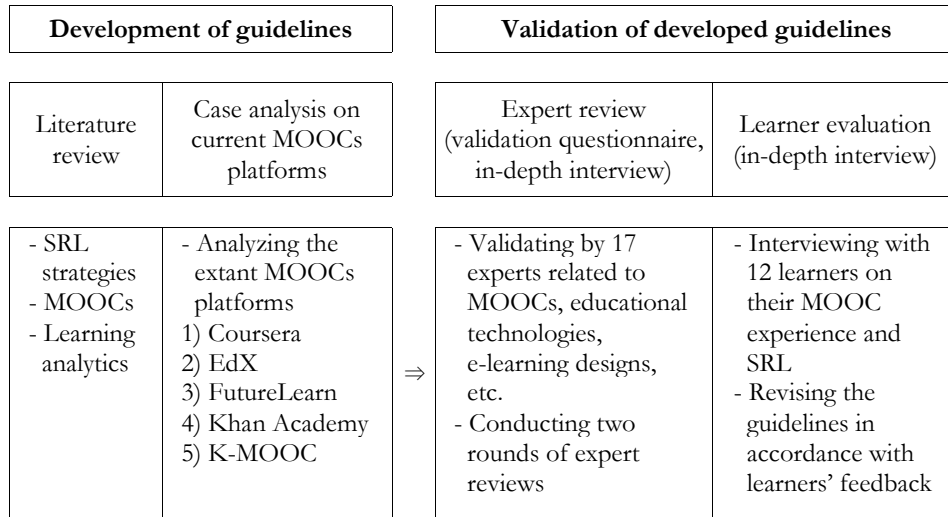 Development of guidelines
Validation of developed guidelines
Literature
review
Case analysis on
current MOOCs
platforms
Expert review
(validation questionnaire,
in-depth interview)
Learner evaluation
(in-depth interview)
- SRL
strategies
- MOOCs
- Learning
analytics
- Analyzing the
extant MOOCs
platforms
1) Coursera
2) EdX
3) FutureLearn
4) Khan Academy
5) K-MOOC
⇒
- Validating by 17
experts related to
MOOCs, educational
technologies,
e-learning designs,
etc.
- Conducting two
rounds of expert
reviews
- Interviewing with
12 learners on
their MOOC
experience and
SRL
- Revising the
guidelines in
accordance with
learners’ feedback